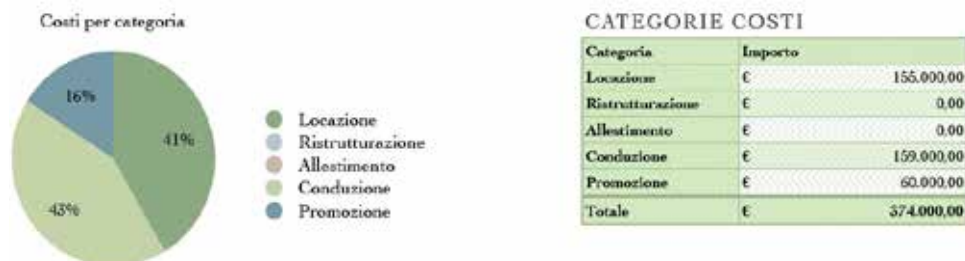 Costi per categoria
16%
41%
43%
Locazione
Ristrutturazione
Allestimento
Conduzione
Promozione
CATEGORIE COSTI
Categoria Importo
Locazione € 155.000,00
Ristrutturazione € 0,00
Allestimento € 0,00
Conduzione € 159.000,00
Promozione € 60.000,00
Totale € 374.000,00